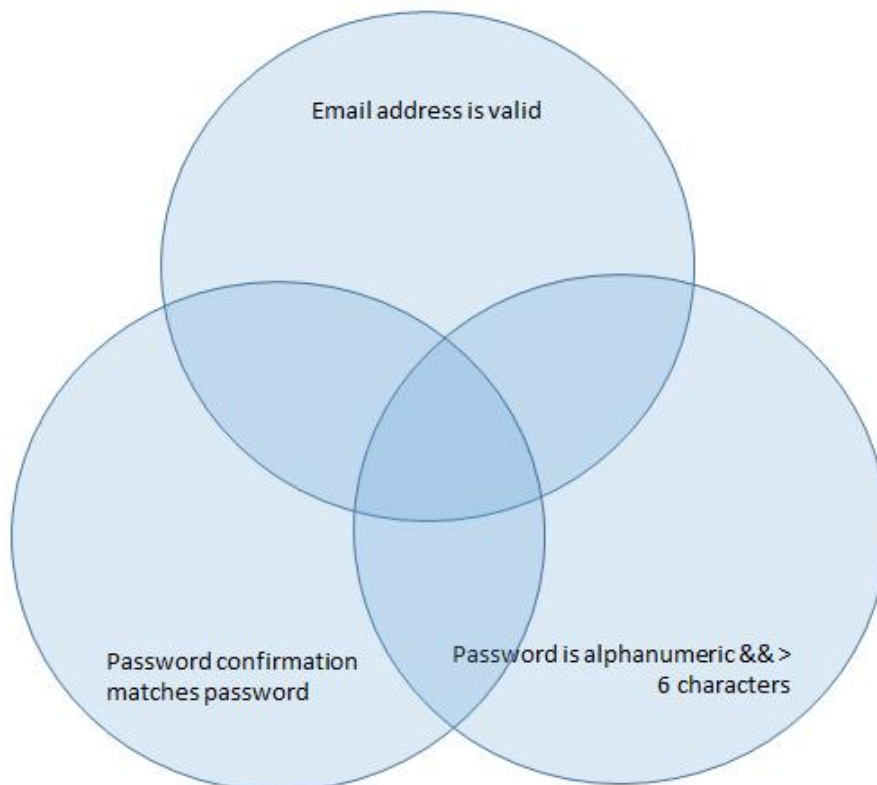 Email address is valid
Password confirmation
matches password
Password is alphanumeric && >
6 characters